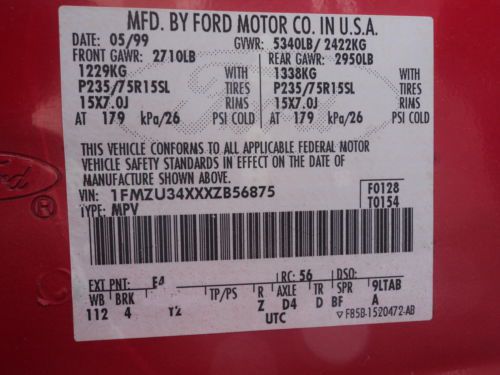 MFD. BY FORD MOTOR CO. IN U.S.A.
DATE: 05/99 GVWR: 5340LB/ 2422KG
FRONT GAWR: 2710LB REAR GAWR: 2950LB
1229KG WITH 1338KG WITH
P235/75R15SL TIRES P235/75R15SL TIRES
15X7.0J RIMS 15X7.0J RIMS
AT 179 kPa/26 PSI COLD AT 179 kPa/26 PSI COLD
THIS VEHICLE CONFORMS TO ALL APPLICABLE FEDERAL MOTOR
VEHICLE SAFETY STANDARDS IN EFFECT ON THE DATE OF
MANUFACTURE SHOWN ABOVE.
VIN: 1FMZU34XXXZB56875 F0128
TYPE: MPV T0154
Ford ®
EXT PNT: E4 RC: 56 DSO:
WB BRK TP/PS R AXLE TR SPR 9LTAB
112 4 Y2 Z D4 D BF A
UTC ▽F85B-1520472-AB